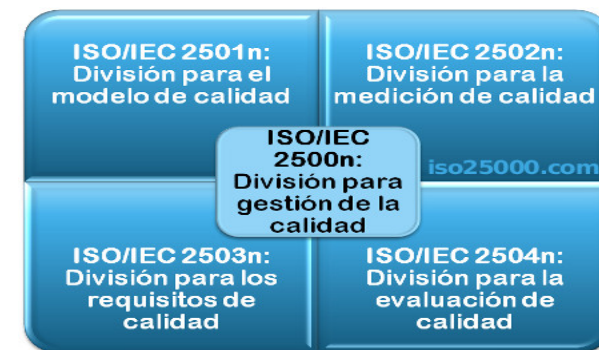 ISO/IEC 2501n:
División para el
modelo de calidad
ISO/IEC 2502n:
División para la
medición de calidad
ISO/IEC
2500n:
División para
gestión de la
calidad
iso25000.com
ISO/IEC 2503n:
División para los
requisitos de
calidad
ISO/IEC 2504n:
División para la
evaluación de
calidad